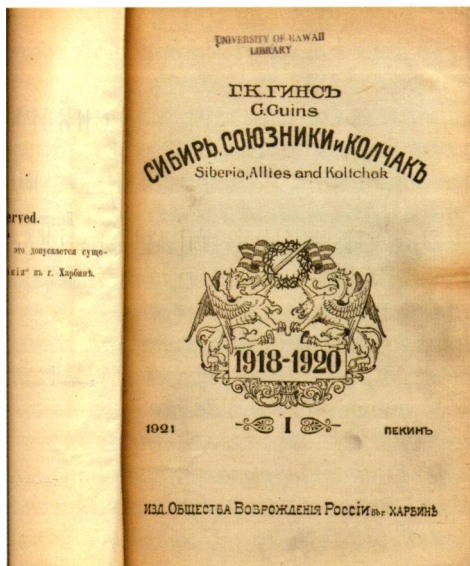 erved.
это допускается суще-
анія" въ г. Харбинѣ.
UNIVERSITY OF HAWAII
LIBRARY
Г.К.ГИНСЪ
G.Guins
СИБИРЬ, СОЮЗНИКИ и КОЛЧАКЪ
Siberia, Allies and Koltchak
1918-1920
1921
I
ПЕКИНЪ
ИЗД. ОБЩЕСТВА ВОЗРОЖДЕНІЯ РОССІИ въ г. ХАРБИНѢ